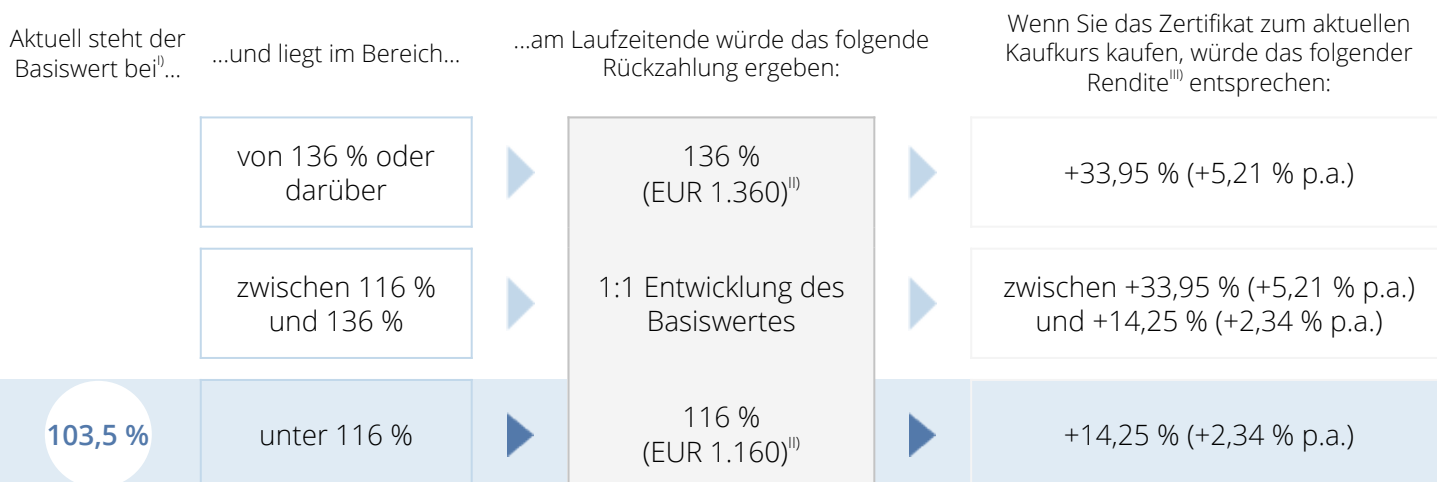 Aktuell steht der
Basiswert bei I)...
...und liegt im Bereich...
...am Laufzeitende würde das folgende
Rückzahlung ergeben:
Wenn Sie das Zertifikat zum aktuellen
Kaufkurs kaufen, würde das folgender
Rendite III) entsprechen:
von 136 % oder
darüber
136 %
(EUR 1.360) II)
+33,95 % (+5,21 % p.a.)
zwischen 116 %
und 136 %
1:1 Entwicklung des
Basiswertes
zwischen +33,95 % (+5,21 % p.a.)
und +14,25 % (+2,34 % p.a.)
103,5 %
unter 116 %
116 %
(EUR 1.160) II)
+14,25 % (+2,34 % p.a.)